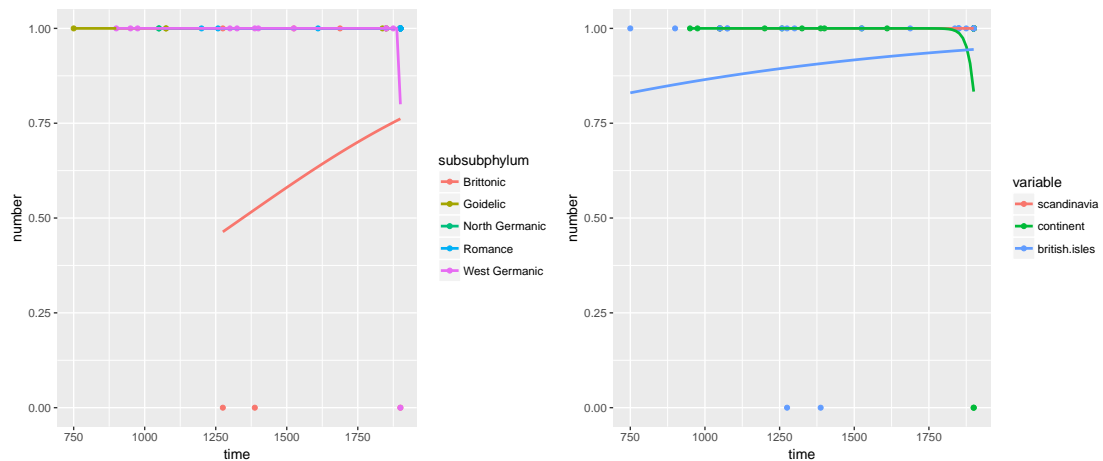 1.00
0.75
0.50
0.25
0.00
number
750
1000
1250
1500
1750
time
subsubphylum
Brittonic
Goidelic
North Germanic
Romance
West Germanic
1.00
0.75
0.50
0.25
0.00
number
750
1000
1250
1500
1750
time
variable
scandinavia
continent
british.isles